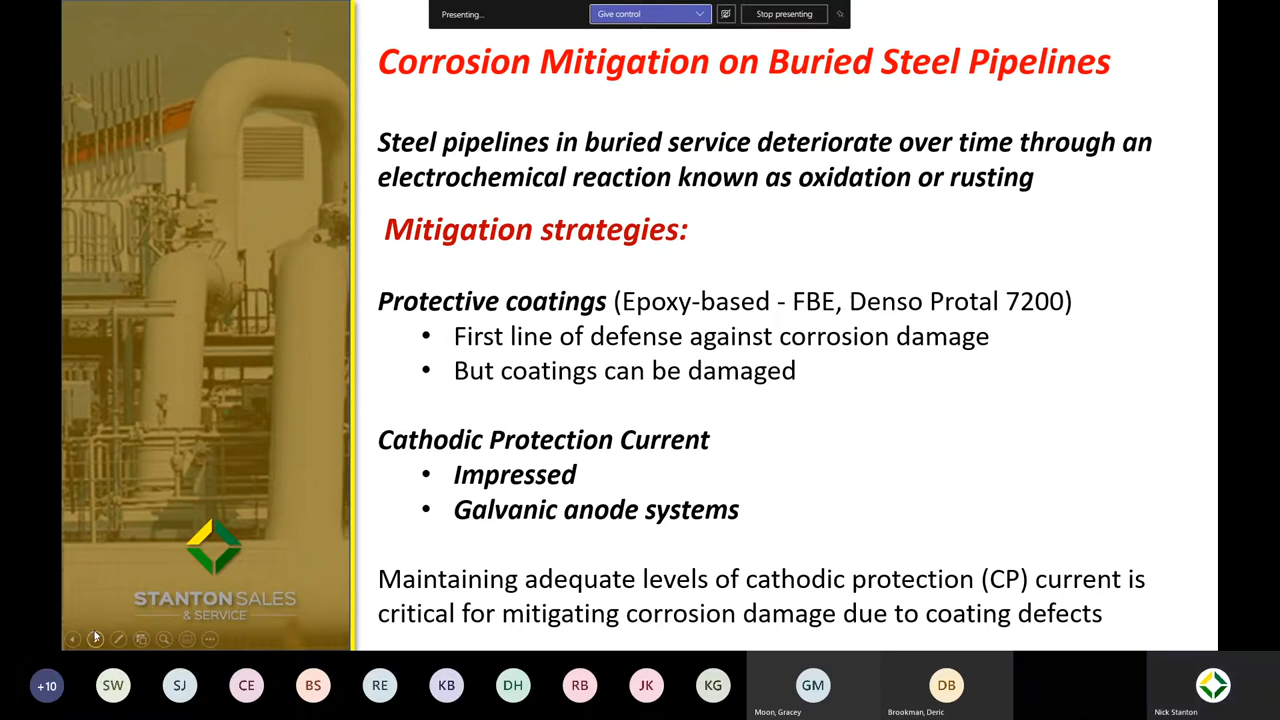 Presenting...
Give control
Stop presenting
Corrosion Mitigation on Buried Steel Pipelines
Steel pipelines in buried service deteriorate over time through an
electrochemical reaction known as oxidation or rusting
Mitigation strategies:
Protective coatings (Epoxy-based - FBE, Denso Protal 7200)
• First line of defense against corrosion damage
• But coatings can be damaged
Cathodic Protection Current
• Impressed
• Galvanic anode systems
Maintaining adequate levels of cathodic protection (CP) current is
critical for mitigating corrosion damage due to coating defects
STANTON SALES
& SERVICE
+10
SW
SJ
CE
BS
RE
KB
DH
RB
JK
KG
GM
DB
Moon, Gracey
Brookman, Deric
Nick Stanton